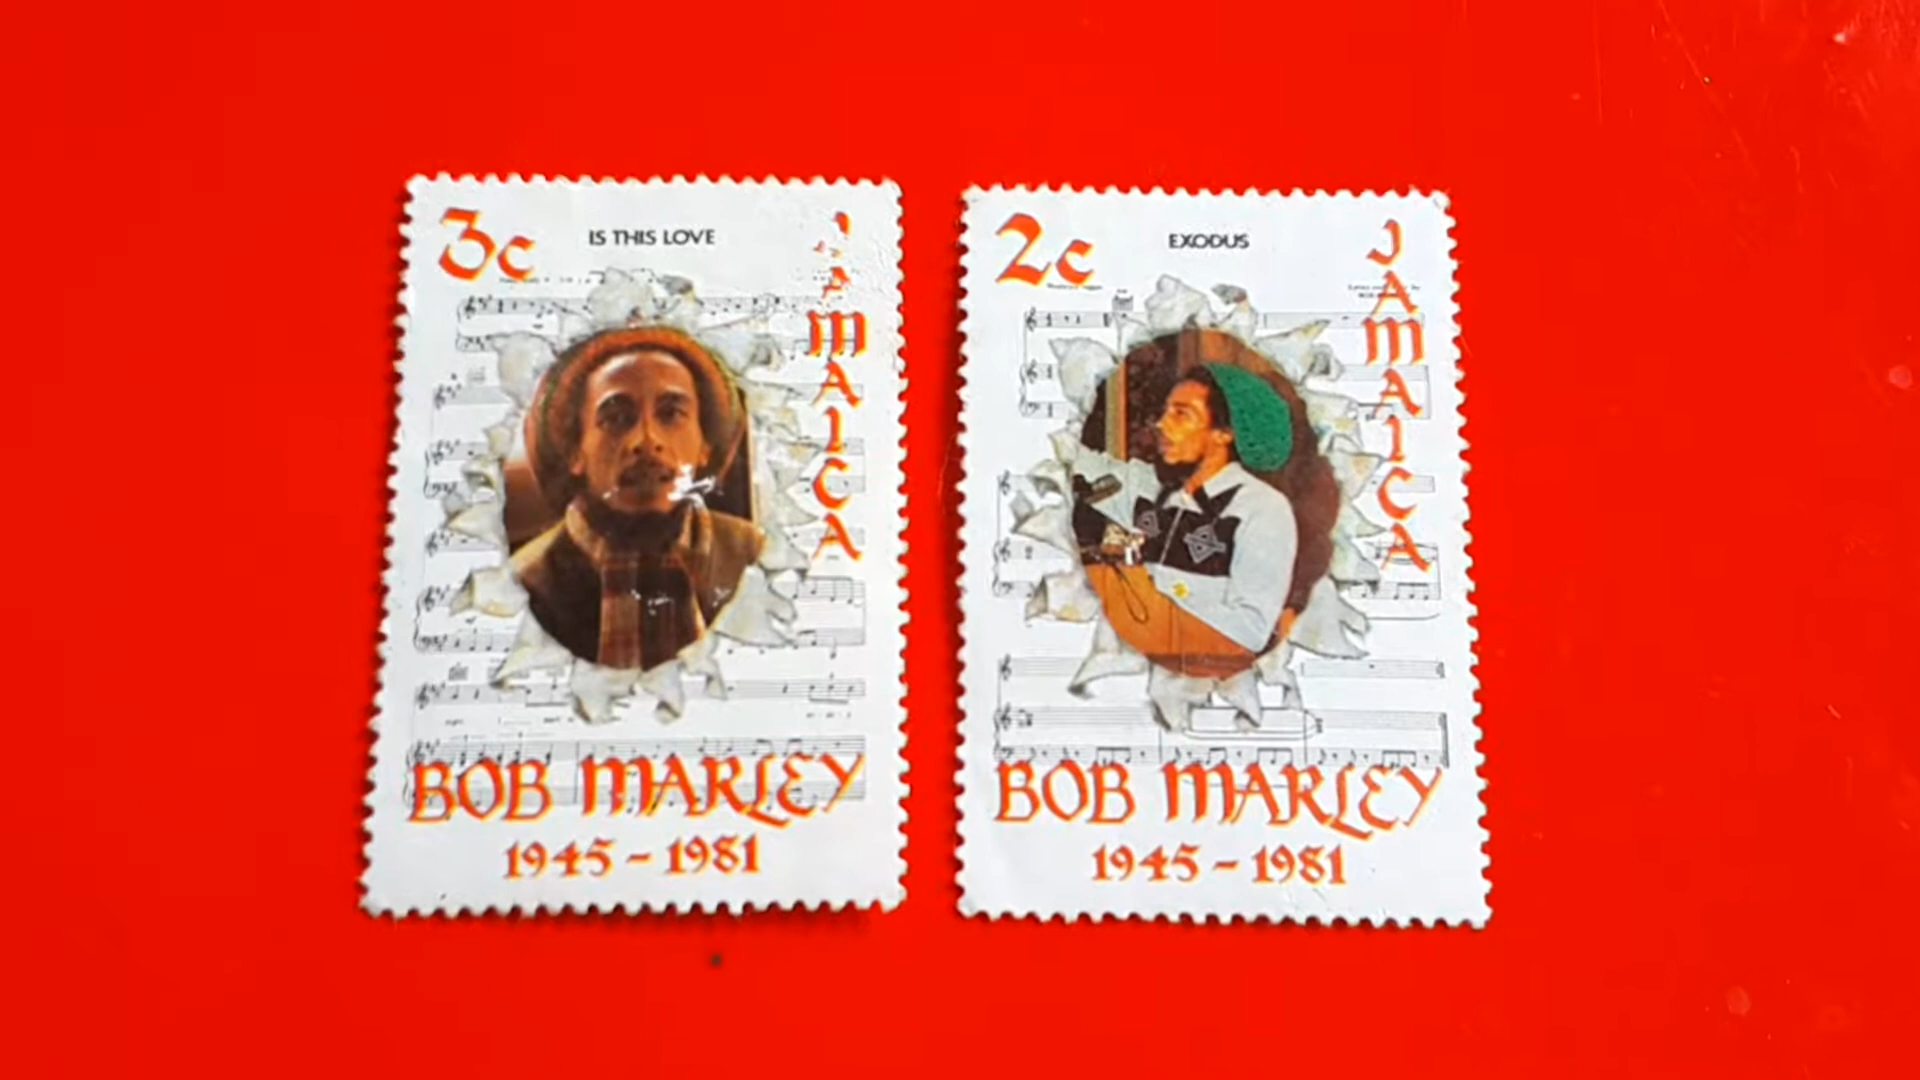 3c
IS THIS LOVE
JAMAICA
BOB MARLEY
1945 - 1981
2c
EXODUS
JAMAICA
BOB MARLEY
1945 - 1981